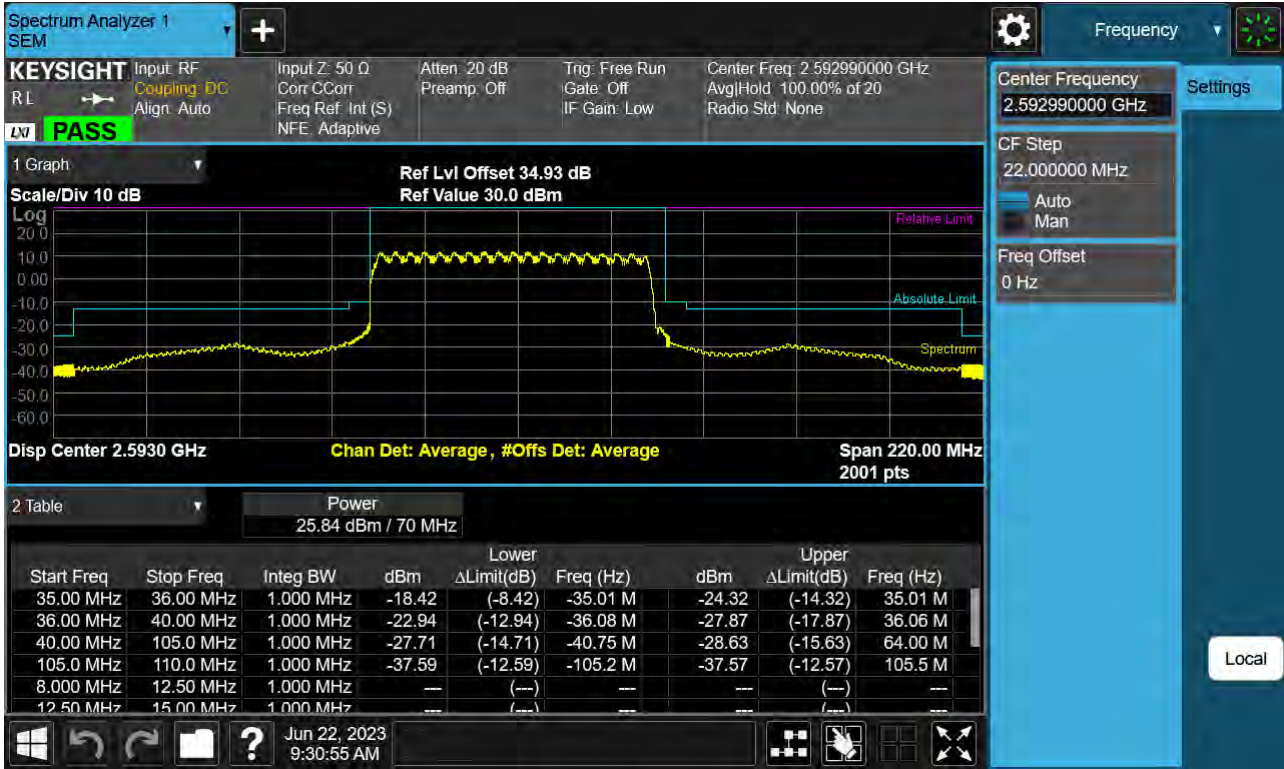 Spectrum Analyzer 1
SEM
Frequency
KEYSIGHT
R L
LXI
PASS
Input: RF
Coupling: DC
Align: Auto
Input Z: 50 Ω
Corr CCorr
Freq Ref: Int (S)
NFE: Adaptive
Atten: 20 dB
Preamp: Off
Trig: Free Run
Gate: Off
IF Gain: Low
Center Freq: 2.592990000 GHz
Avg|Hold: 100.00% of 20
Radio Std: None
Center Frequency
2.592990000 GHz
Settings
CF Step
22.000000 MHz
Auto
Man
Freq Offset
0 Hz
Local
1 Graph
Scale/Div 10 dB
Ref Lvl Offset 34.93 dB
Ref Value 30.0 dBm
Log
20.0
10.0
0.00
-10.0
-20.0
-30.0
-40.0
-50.0
-60.0
Relative Limit
Absolute Limit
Spectrum
Disp Center 2.5930 GHz
Chan Det: Average, #Offs Det: Average
Span 220.00 MHz
2001 pts
2 Table
Power
25.84 dBm / 70 MHz
Lower Upper
Start Freq Stop Freq Integ BW dBm ΔLimit(dB) Freq (Hz) dBm ΔLimit(dB) Freq (Hz)
35.00 MHz 36.00 MHz 1.000 MHz -18.42 (-8.42) -35.01 M -24.32 (-14.32) 35.01 M
36.00 MHz 40.00 MHz 1.000 MHz -22.94 (-12.94) -36.08 M -27.87 (-17.87) 36.06 M
40.00 MHz 105.0 MHz 1.000 MHz -27.71 (-14.71) -40.75 M -28.63 (-15.63) 64.00 M
105.0 MHz 110.0 MHz 1.000 MHz -37.59 (-12.59) -105.2 M -37.57 (-12.57) 105.5 M
8.000 MHz 12.50 MHz 1.000 MHz --- (---) --- --- (---) ---
12.50 MHz 15.00 MHz 1.000 MHz --- (---) --- --- (---) ---
?
Jun 22, 2023
9:30:55 AM